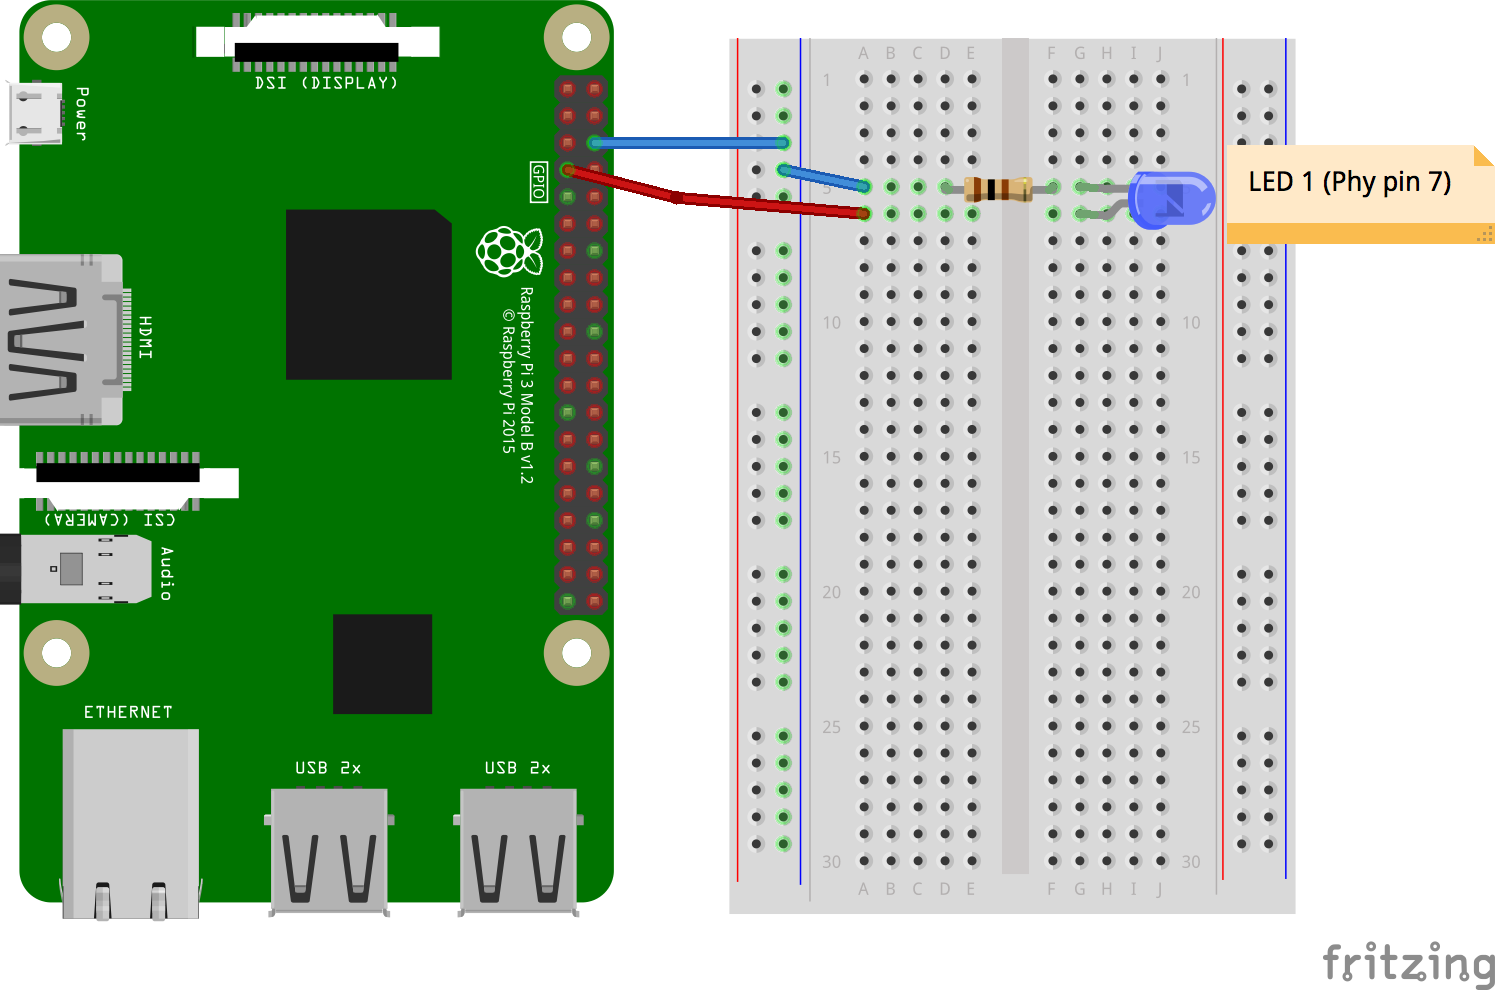 DSI (DISPLAY)
Power
GPIO
HDMI
Raspberry Pi 3 Model B v1.2
© Raspberry Pi 2015
CSI (CAMERA)
Audio
ETHERNET
USB 2x
USB 2x
A B C D E F G H I J
1 1
5
10 10
15 15
20 20
25 25
30 30
A B C D E F G H I J
LED 1 (Phy pin 7)
fritzing